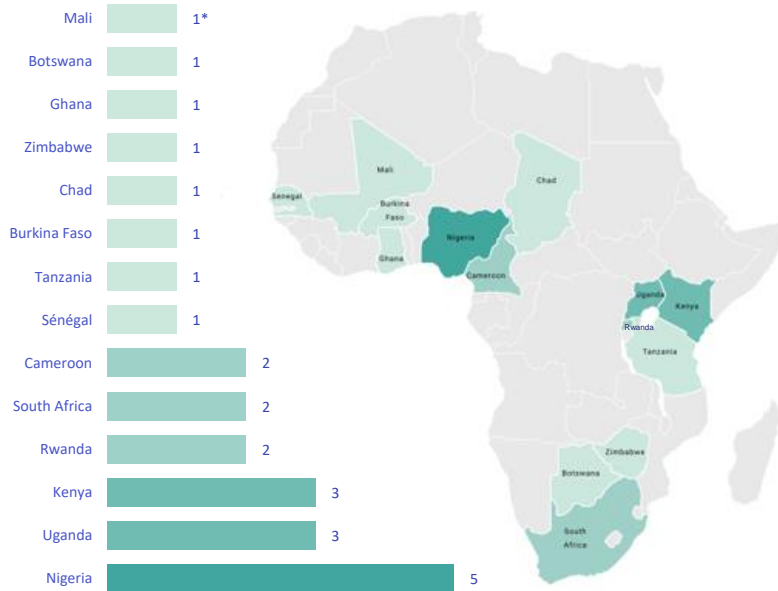 Mali 1*
Botswana 1
Ghana 1
Zimbabwe 1
Chad 1
Burkina Faso 1
Tanzania 1
Sénégal 1
Cameroon 2
South Africa 2
Rwanda 2
Kenya 3
Uganda 3
Nigeria 5
Mali
Chad
Senegal
Burkina
Faso
Nigeria
Ghana
Cameroon
Uganda
Kenya
Rwanda
Tanzania
Zimbabwe
Botswana
South
Africa